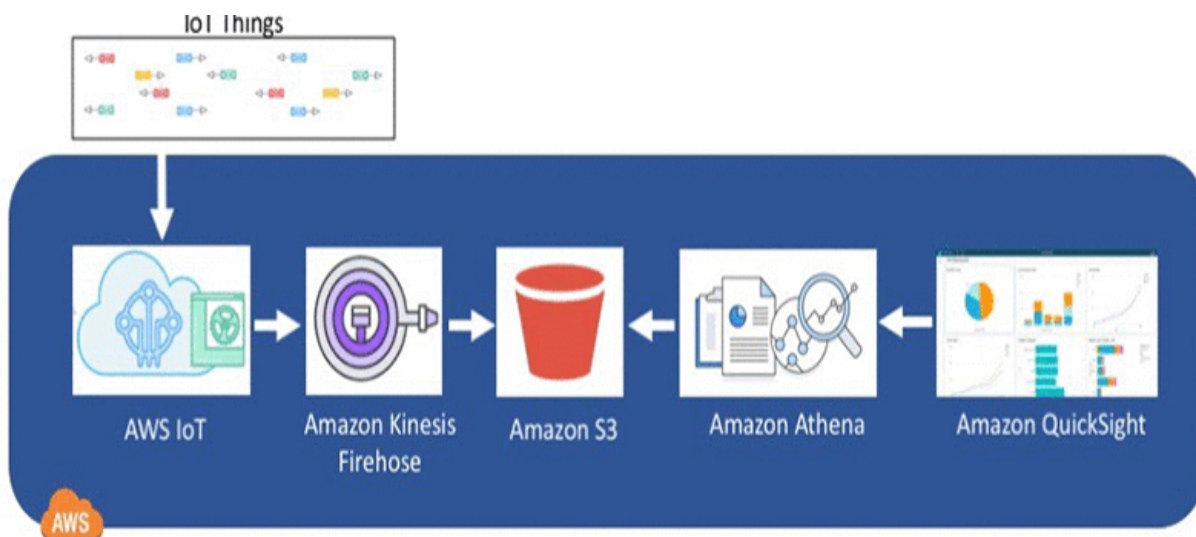 IoT Things
AWS IoT
Amazon Kinesis
Firehose
Amazon S3
Amazon Athena
Amazon QuickSight
AWS